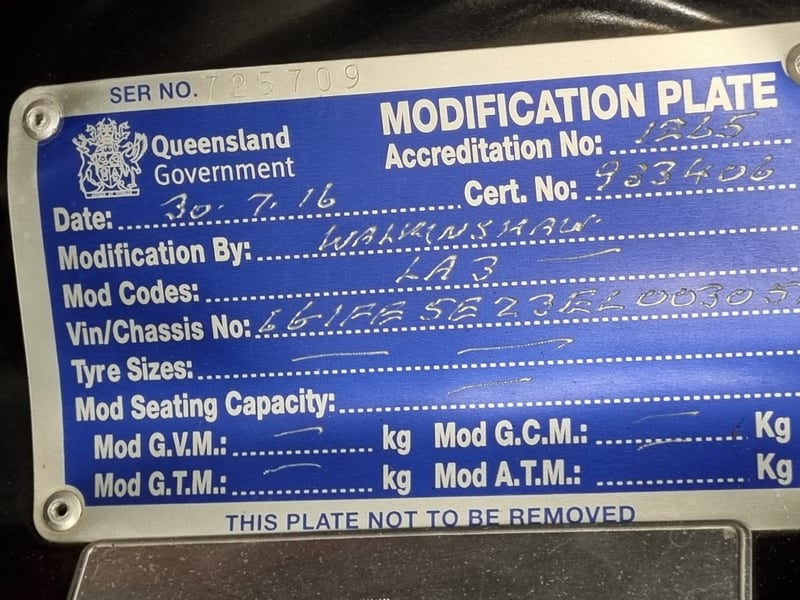 SER NO. 725709
MODIFICATION PLATE
Queensland
Government
Accreditation No: 1265
Cert. No: 933406
Date: 30.7.16
Modification By: WALKINSHAW
Mod Codes: LA3
Vin/Chassis No:
Tyre Sizes: —— ——
Mod Seating Capacity: ——
Mod G.V.M.: — kg Mod G.C.M.: — Kg
Mod G.T.M.: — kg Mod A.T.M.: — Kg
THIS PLATE NOT TO BE REMOVED